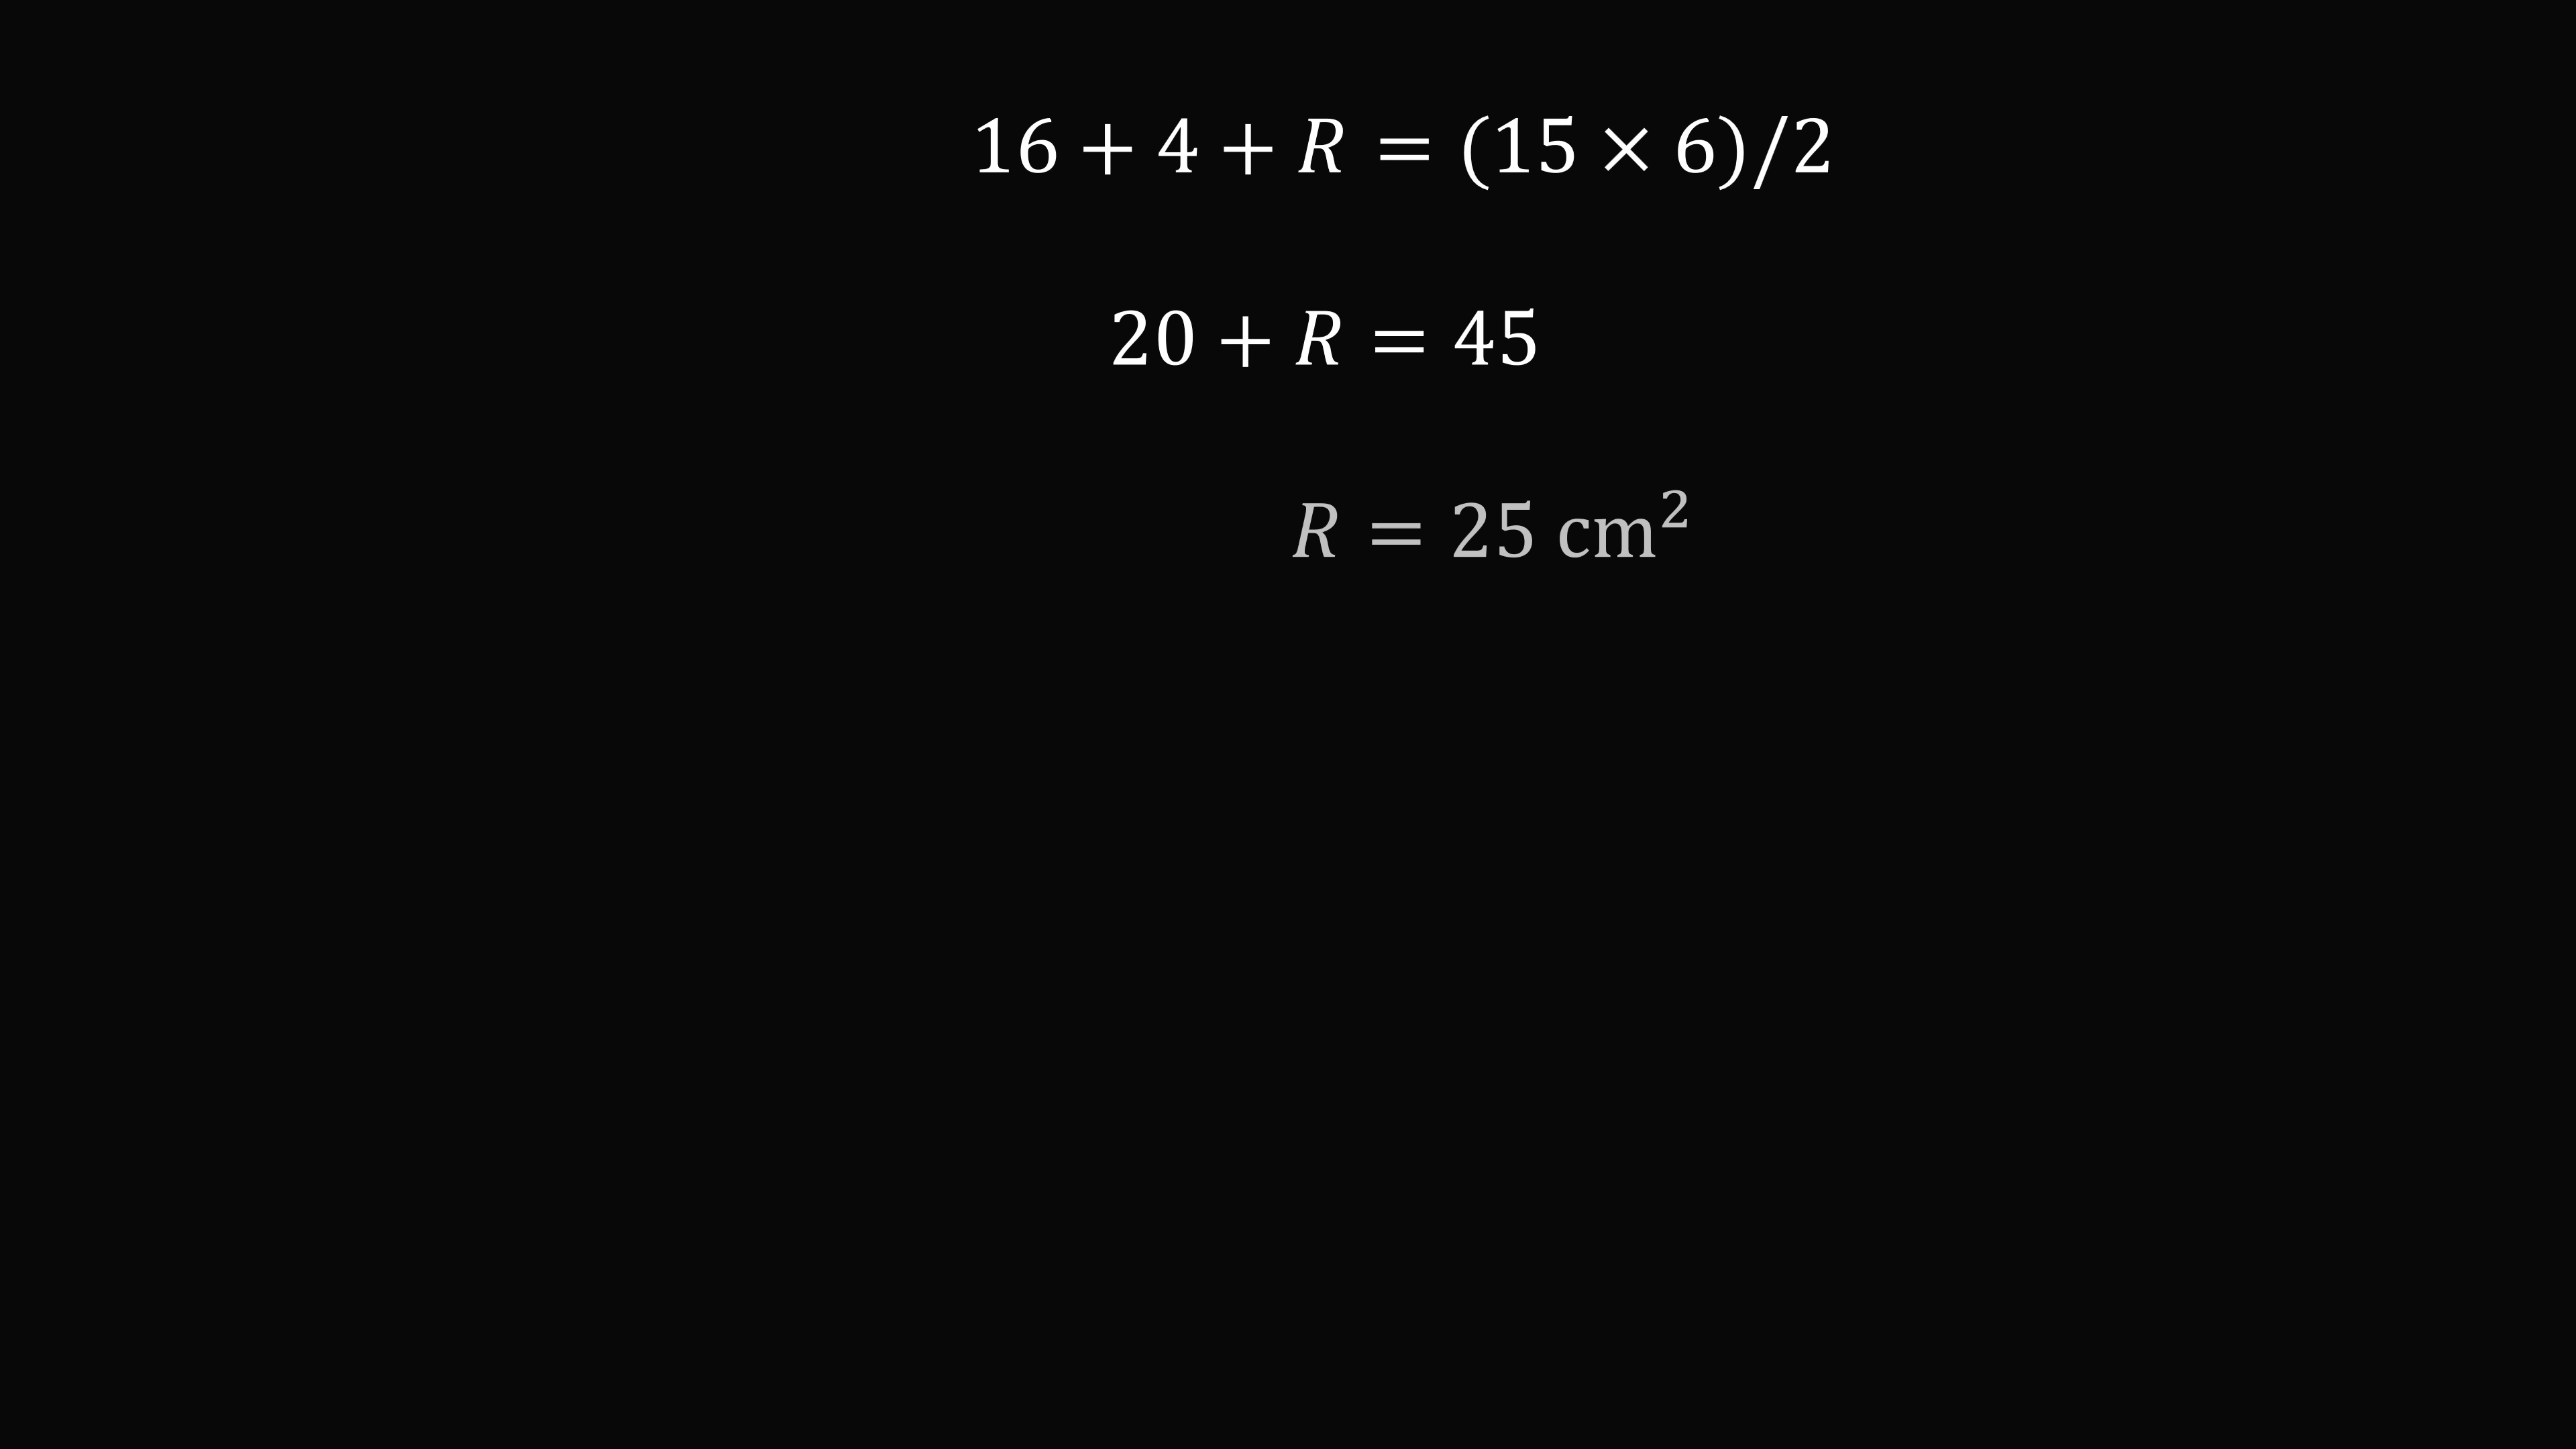 16 + 4 + R = (15 × 6)/2
20 + R = 45
R = 25 cm²